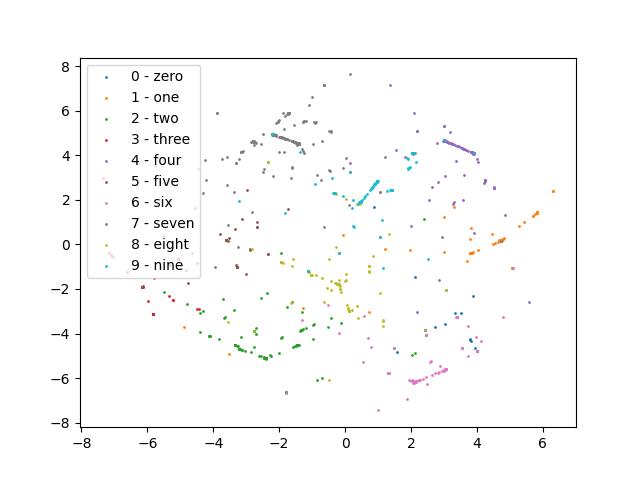 8
6
4
2
0
−2
−4
−6
−8
0 - zero
1 - one
2 - two
3 - three
4 - four
5 - five
6 - six
7 - seven
8 - eight
9 - nine
−8 −6 −4 −2 0 2 4 6